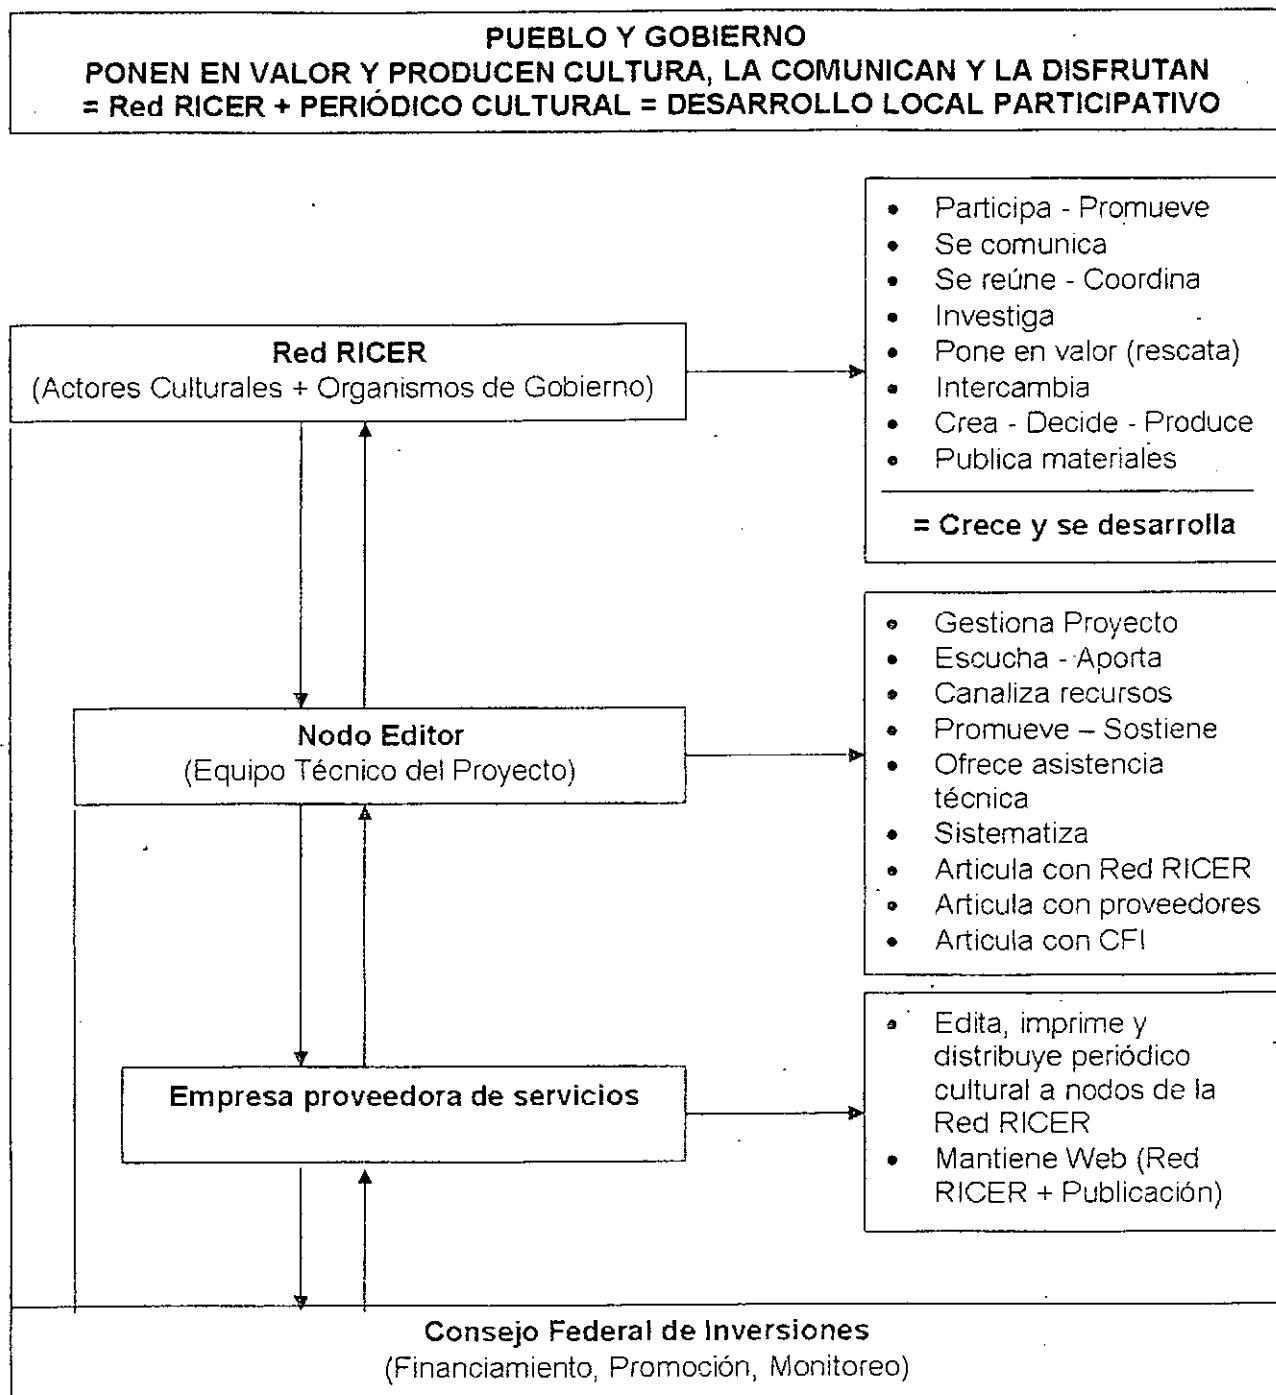 PUEBLO Y GOBIERNO
PONEN EN VALOR Y PRODUCEN CULTURA, LA COMUNICAN Y LA DISFRUTAN
= Red RICER + PERIÓDICO CULTURAL = DESARROLLO LOCAL PARTICIPATIVO
Red RICER
(Actores Culturales + Organismos de Gobierno)
• Participa - Promueve
• Se comunica
• Se reúne - Coordina
• Investiga
• Pone en valor (rescata)
• Intercambia
• Crea - Decide - Produce
• Publica materiales
= Crece y se desarrolla
Nodo Editor
(Equipo Técnico del Proyecto)
• Gestiona Proyecto
• Escucha - Aporta
• Canaliza recursos
• Promueve – Sostiene
• Ofrece asistencia
técnica
• Sistematiza
• Articula con Red RICER
• Articula con proveedores
• Articula con CFI
Empresa proveedora de servicios
• Edita, imprime y
distribuye periódico
cultural a nodos de la
Red RICER
• Mantiene Web (Red
RICER + Publicación)
Consejo Federal de Inversiones
(Financiamiento, Promoción, Monitoreo)